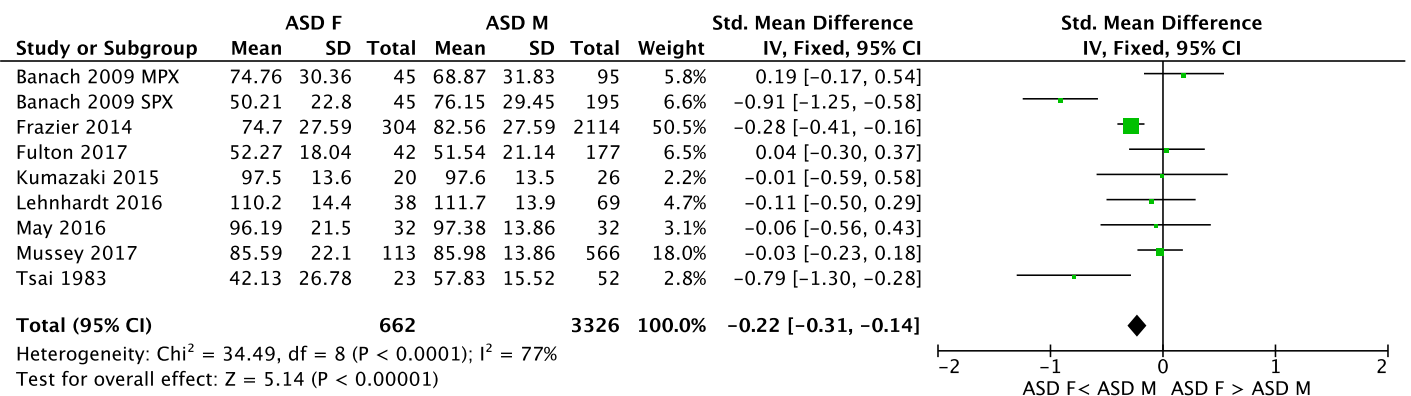 ASD F ASD M Std. Mean Difference Std. Mean Difference
Study or Subgroup Mean SD Total Mean SD Total Weight IV, Fixed, 95% CI IV, Fixed, 95% CI
Banach 2009 MPX 74.76 30.36 45 68.87 31.83 95 5.8% 0.19 [−0.17, 0.54]
Banach 2009 SPX 50.21 22.8 45 76.15 29.45 195 6.6% −0.91 [−1.25, −0.58]
Frazier 2014 74.7 27.59 304 82.56 27.59 2114 50.5% −0.28 [−0.41, −0.16]
Fulton 2017 52.27 18.04 42 51.54 21.14 177 6.5% 0.04 [−0.30, 0.37]
Kumazaki 2015 97.5 13.6 20 97.6 13.5 26 2.2% −0.01 [−0.59, 0.58]
Lehnhardt 2016 110.2 14.4 38 111.7 13.9 69 4.7% −0.11 [−0.50, 0.29]
May 2016 96.19 21.5 32 97.38 13.86 32 3.1% −0.06 [−0.56, 0.43]
Mussey 2017 85.59 22.1 113 85.98 13.86 566 18.0% −0.03 [−0.23, 0.18]
Tsai 1983 42.13 26.78 23 57.83 15.52 52 2.8% −0.79 [−1.30, −0.28]
Total (95% CI) 662 3326 100.0% −0.22 [−0.31, −0.14]
Heterogeneity: Chi² = 34.49, df = 8 (P < 0.0001); I² = 77%
Test for overall effect: Z = 5.14 (P < 0.00001)
−2 −1 0 1 2
ASD F< ASD M ASD F > ASD M